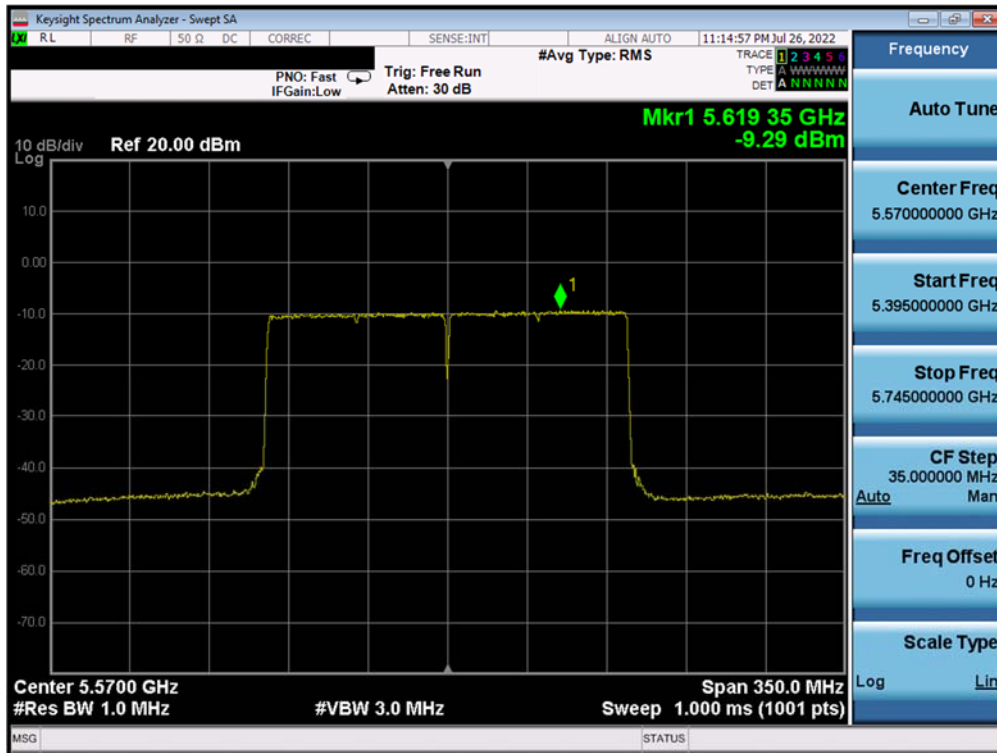 Keysight Spectrum Analyzer - Swept SA
LXI RL RF 50 Ω DC CORREC SENSE:INT ALIGN AUTO 11:14:57 PM Jul 26, 2022
#Avg Type: RMS
TRACE 1 2 3 4 5 6
PNO: Fast Trig: Free Run TYPE A WWWWW
IFGain:Low Atten: 30 dB DET A N N N N N
Mkr1 5.619 35 GHz
-9.29 dBm
10 dB/div Ref 20.00 dBm
Log
10.0
0.00
-10.0
-20.0
-30.0
-40.0
-50.0
-60.0
-70.0
1
Center 5.5700 GHz Span 350.0 MHz
#Res BW 1.0 MHz #VBW 3.0 MHz Sweep 1.000 ms (1001 pts)
MSG STATUS
Frequency
Auto Tune
Center Freq
5.570000000 GHz
Start Freq
5.395000000 GHz
Stop Freq
5.745000000 GHz
CF Step
35.000000 MHz
Auto Man
Freq Offset
0 Hz
Scale Type
Log Lin